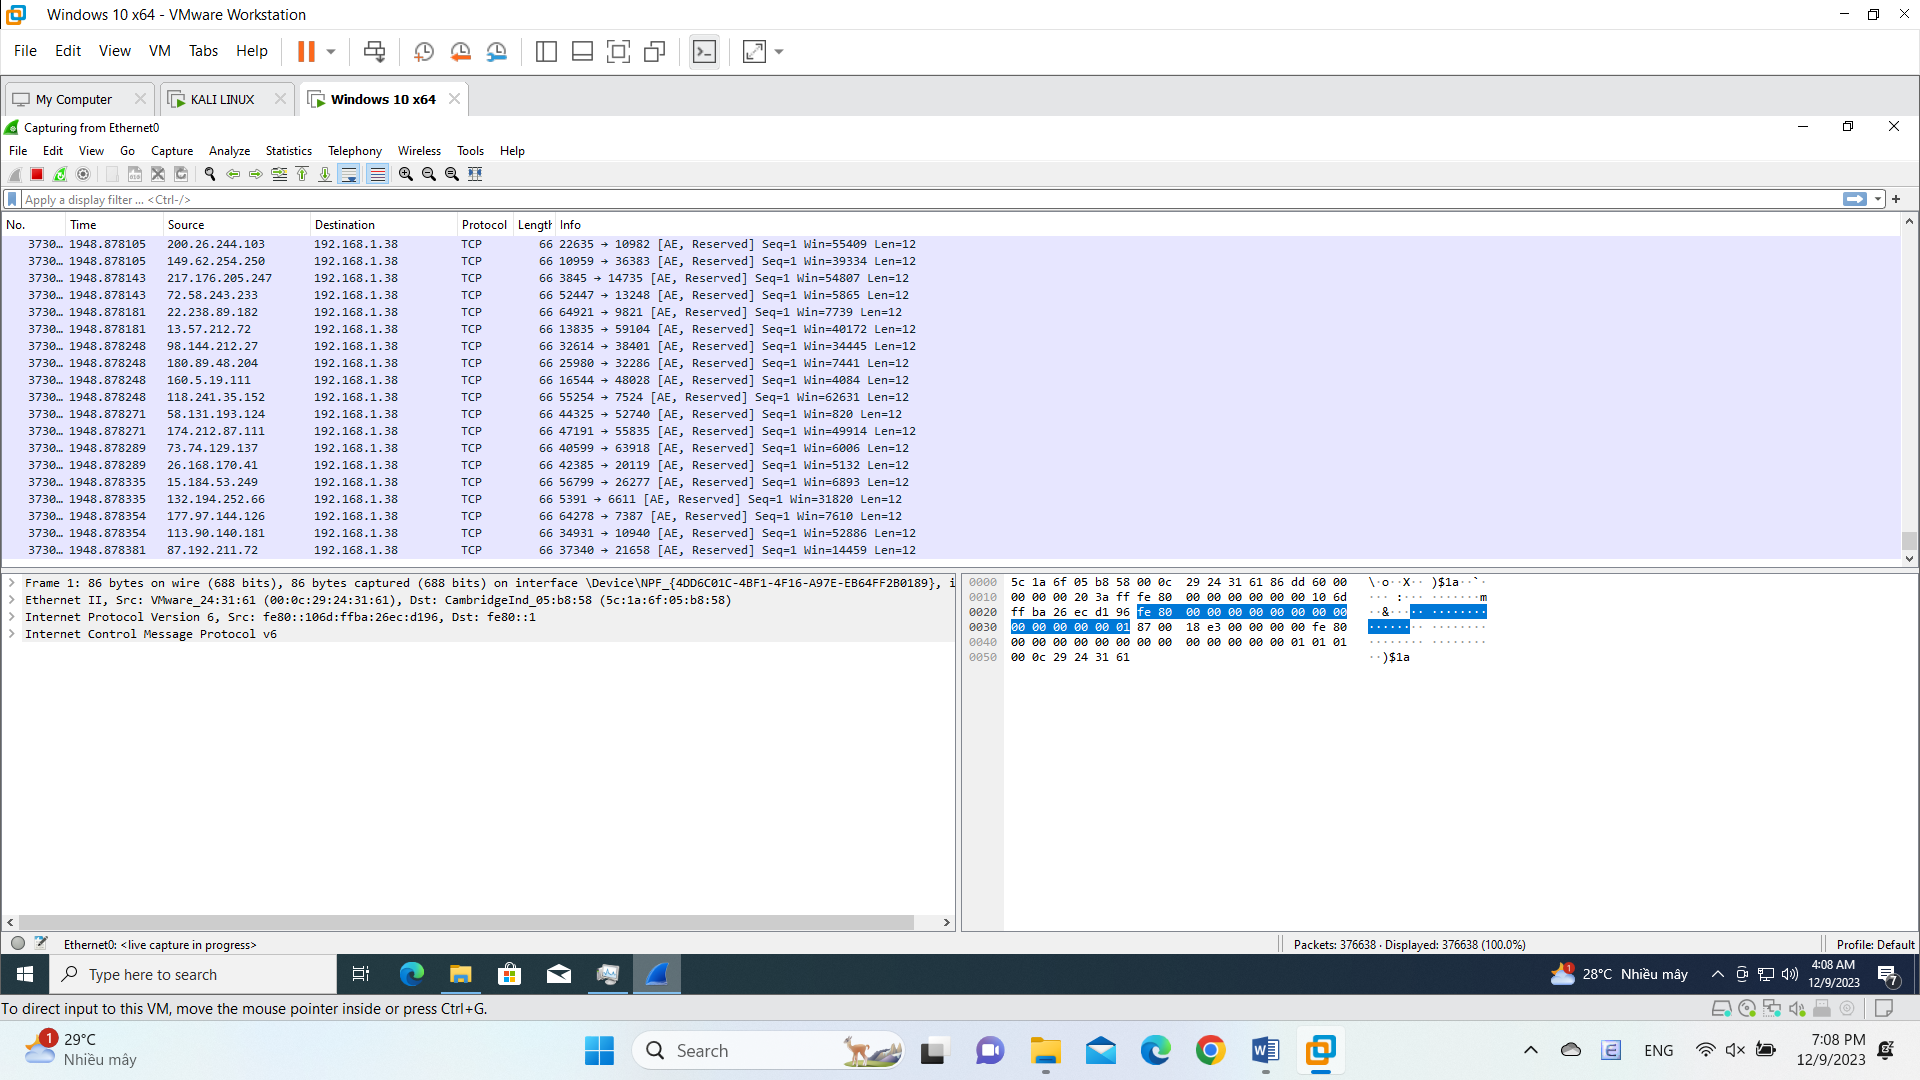 Windows 10 x64 - VMware Workstation
File Edit View VM Tabs Help
My Computer KALI LINUX Windows 10 x64
Capturing from Ethernet0
File Edit View Go Capture Analyze Statistics Telephony Wireless Tools Help
Apply a display filter ... <Ctrl-/>
No. Time Source Destination Protocol Length Info
3730… 1948.878105 200.26.244.103 192.168.1.38 TCP 66 22635 → 10982 [AE, Reserved] Seq=1 Win=55409 Len=12
3730… 1948.878105 149.62.254.250 192.168.1.38 TCP 66 10959 → 36383 [AE, Reserved] Seq=1 Win=39334 Len=12
3730… 1948.878143 217.176.205.247 192.168.1.38 TCP 66 3845 → 14735 [AE, Reserved] Seq=1 Win=54807 Len=12
3730… 1948.878143 72.58.243.233 192.168.1.38 TCP 66 52447 → 13248 [AE, Reserved] Seq=1 Win=5865 Len=12
3730… 1948.878181 22.238.89.182 192.168.1.38 TCP 66 64921 → 9821 [AE, Reserved] Seq=1 Win=7739 Len=12
3730… 1948.878181 13.57.212.72 192.168.1.38 TCP 66 13835 → 59104 [AE, Reserved] Seq=1 Win=40172 Len=12
3730… 1948.878248 98.144.212.27 192.168.1.38 TCP 66 32614 → 38401 [AE, Reserved] Seq=1 Win=34445 Len=12
3730… 1948.878248 180.89.48.204 192.168.1.38 TCP 66 25980 → 32286 [AE, Reserved] Seq=1 Win=7441 Len=12
3730… 1948.878248 160.5.19.111 192.168.1.38 TCP 66 16544 → 48028 [AE, Reserved] Seq=1 Win=4084 Len=12
3730… 1948.878248 118.241.35.152 192.168.1.38 TCP 66 55254 → 7524 [AE, Reserved] Seq=1 Win=62631 Len=12
3730… 1948.878271 58.131.193.124 192.168.1.38 TCP 66 44325 → 52740 [AE, Reserved] Seq=1 Win=820 Len=12
3730… 1948.878271 174.212.87.111 192.168.1.38 TCP 66 47191 → 55835 [AE, Reserved] Seq=1 Win=49914 Len=12
3730… 1948.878289 73.74.129.137 192.168.1.38 TCP 66 40599 → 63918 [AE, Reserved] Seq=1 Win=6006 Len=12
3730… 1948.878289 26.168.170.41 192.168.1.38 TCP 66 42385 → 20119 [AE, Reserved] Seq=1 Win=5132 Len=12
3730… 1948.878335 15.184.53.249 192.168.1.38 TCP 66 56799 → 26277 [AE, Reserved] Seq=1 Win=6893 Len=12
3730… 1948.878335 132.194.252.66 192.168.1.38 TCP 66 5391 → 6611 [AE, Reserved] Seq=1 Win=31820 Len=12
3730… 1948.878354 177.97.144.126 192.168.1.38 TCP 66 64278 → 7387 [AE, Reserved] Seq=1 Win=7610 Len=12
3730… 1948.878354 113.90.140.181 192.168.1.38 TCP 66 34931 → 10940 [AE, Reserved] Seq=1 Win=52886 Len=12
3730… 1948.878381 87.192.211.72 192.168.1.38 TCP 66 37340 → 21658 [AE, Reserved] Seq=1 Win=14459 Len=12
Frame 1: 86 bytes on wire (688 bits), 86 bytes captured (688 bits) on interface \Device\NPF_{4DD6C01C-4BF1-4F16-A97E-EB64FF2B0189}, i
Ethernet II, Src: VMware_24:31:61 (00:0c:29:24:31:61), Dst: CambridgeInd_05:b8:58 (5c:1a:6f:05:b8:58)
Internet Protocol Version 6, Src: fe80::106d:ffba:26ec:d196, Dst: fe80::1
Internet Control Message Protocol v6
0000 5c 1a 6f 05 b8 58 00 0c 29 24 31 61 86 dd 60 00 \·o··X·· )$1a··`·
0010 00 00 00 20 3a ff fe 80 00 00 00 00 00 00 10 6d ··· :··· ·······m
0020 ff ba 26 ec d1 96 fe 80 00 00 00 00 00 00 00 00 ··&····· ········
0030 00 00 00 00 00 01 87 00 18 e3 00 00 00 00 fe 80 ········ ········
0040 00 00 00 00 00 00 00 00 00 00 00 00 00 01 01 01 ········ ········
0050 00 0c 29 24 31 61 ··)$1a
Ethernet0: <live capture in progress>
Packets: 376638 · Displayed: 376638 (100.0%)
Profile: Default
Type here to search
1
28°C Nhiều mây
4:08 AM
12/9/2023
7
To direct input to this VM, move the mouse pointer inside or press Ctrl+G.
1
29°C
Nhiều mây
Search
ENG
7:08 PM
12/9/2023